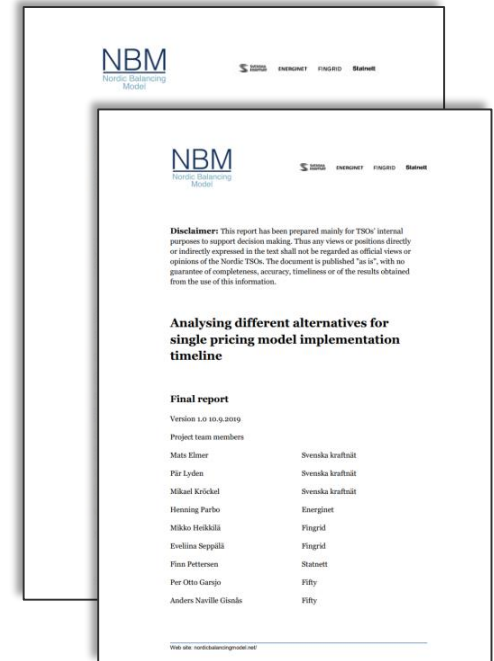 NBM
Nordic Balancing
Model
SVENSKA
KRAFTNÄT
ENERGINET
FINGRID
Statnett
NBM
Nordic Balancing
Model
SVENSKA
KRAFTNÄT
ENERGINET
FINGRID
Statnett
Disclaimer: This report has been prepared mainly for TSOs' internal
purposes to support decision making. Thus any views or positions directly
or indirectly expressed in the text shall not be regarded as official views or
opinions of the Nordic TSOs. The document is published "as is", with no
guarantee of completeness, accuracy, timeliness or of the results obtained
from the use of this information.
Analysing different alternatives for
single pricing model implementation
timeline
Final report
Version 1.0 10.9.2019
Project team members
Mats Elmer Svenska kraftnät
Pär Lyden Svenska kraftnät
Mikael Kröckel Svenska kraftnät
Henning Parbo Energinet
Mikko Heikkilä Fingrid
Eveliina Seppälä Fingrid
Finn Pettersen Statnett
Per Otto Garsjo Fifty
Anders Naville Gisnås Fifty
Web site: nordicbalancingmodel.net/